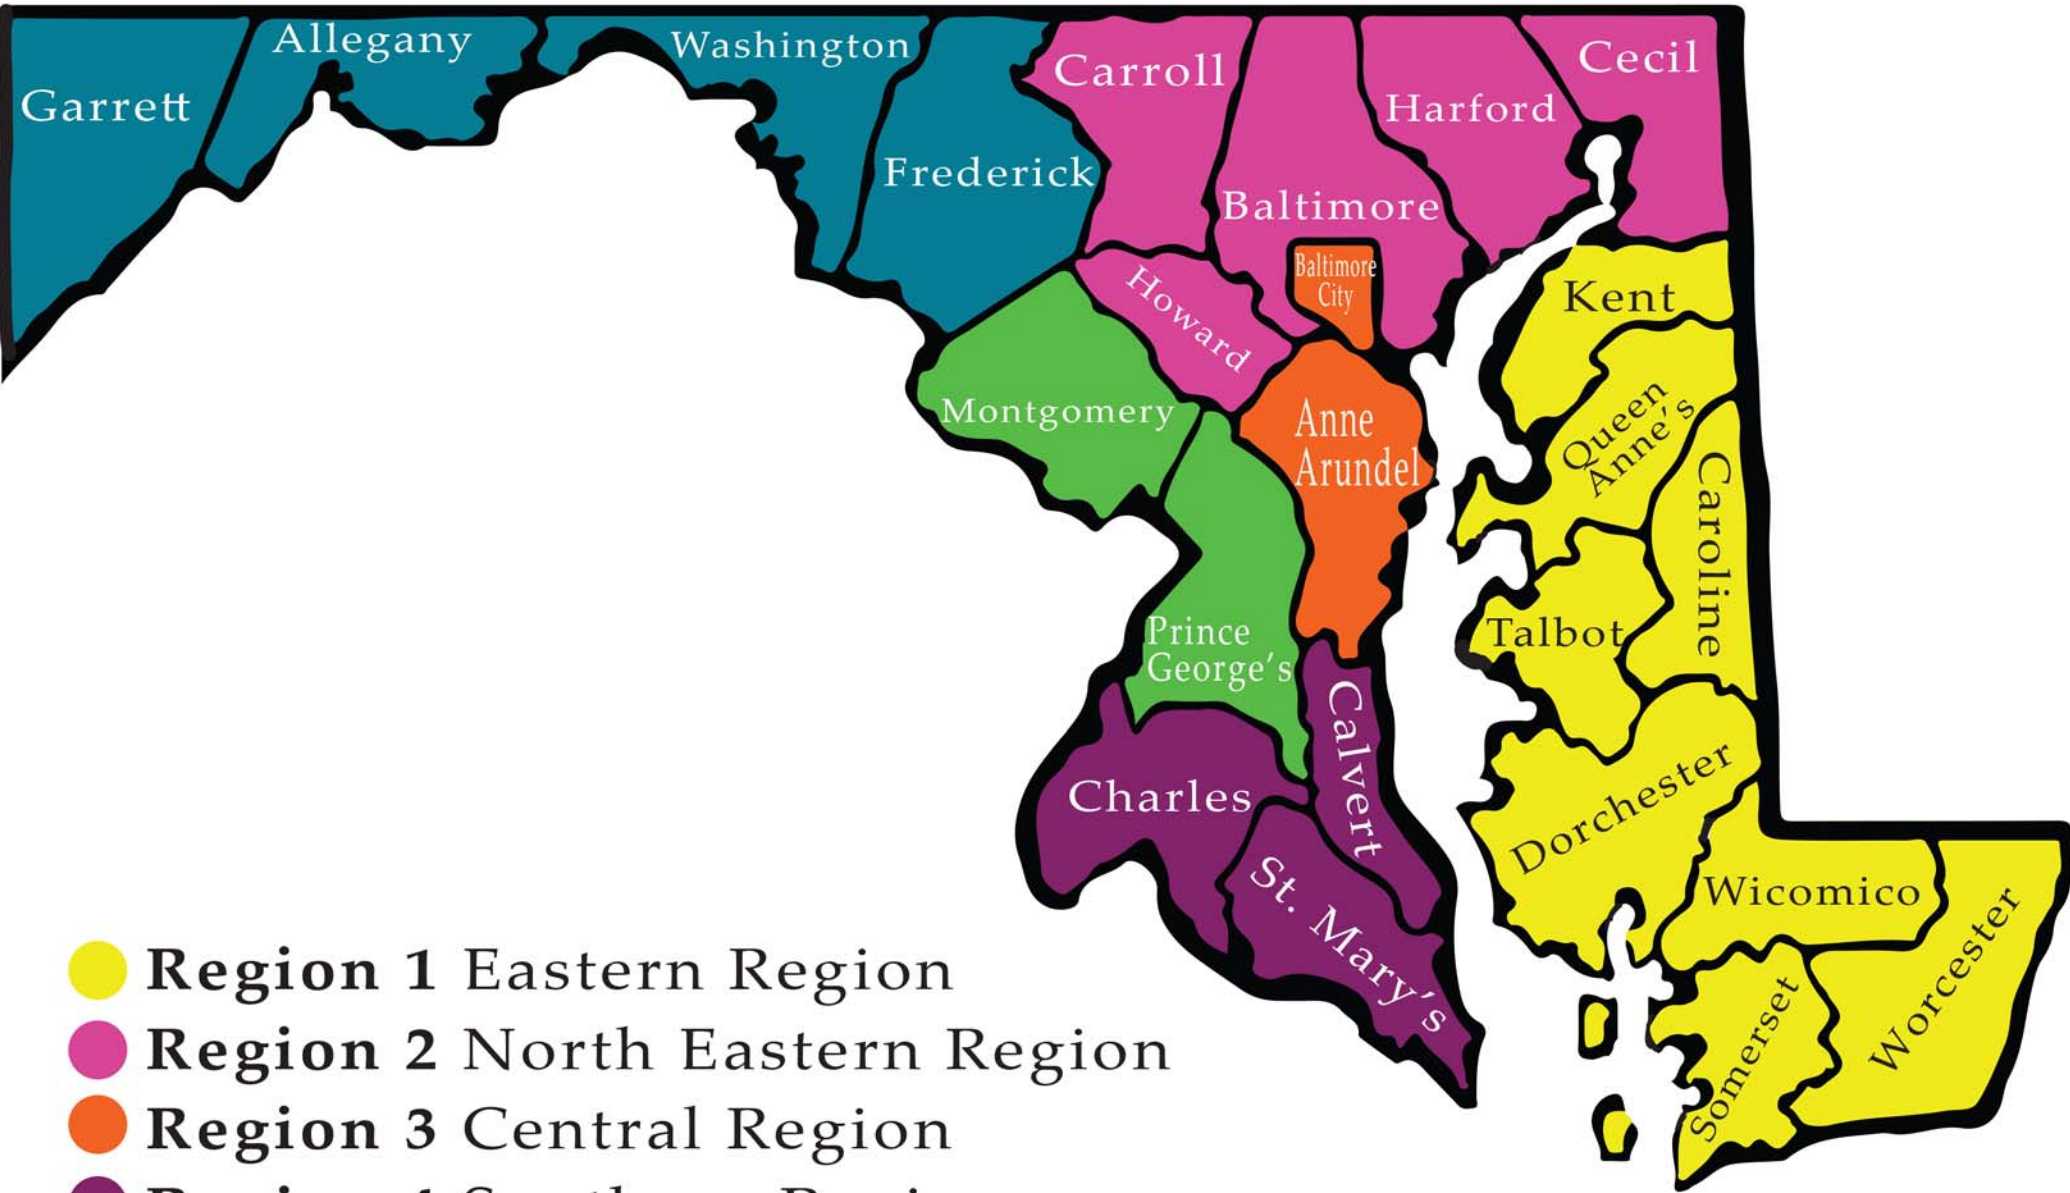 Garrett
Allegany
Washington
Frederick
Carroll
Baltimore
Harford
Cecil
Baltimore
City
Howard
Montgomery
Anne
Arundel
Prince
George's
Kent
Queen
Anne's
Caroline
Talbot
Charles
Calvert
St. Mary's
Dorchester
Wicomico
Worcester
Somerset
Region 1 Eastern Region
Region 2 North Eastern Region
Region 3 Central Region